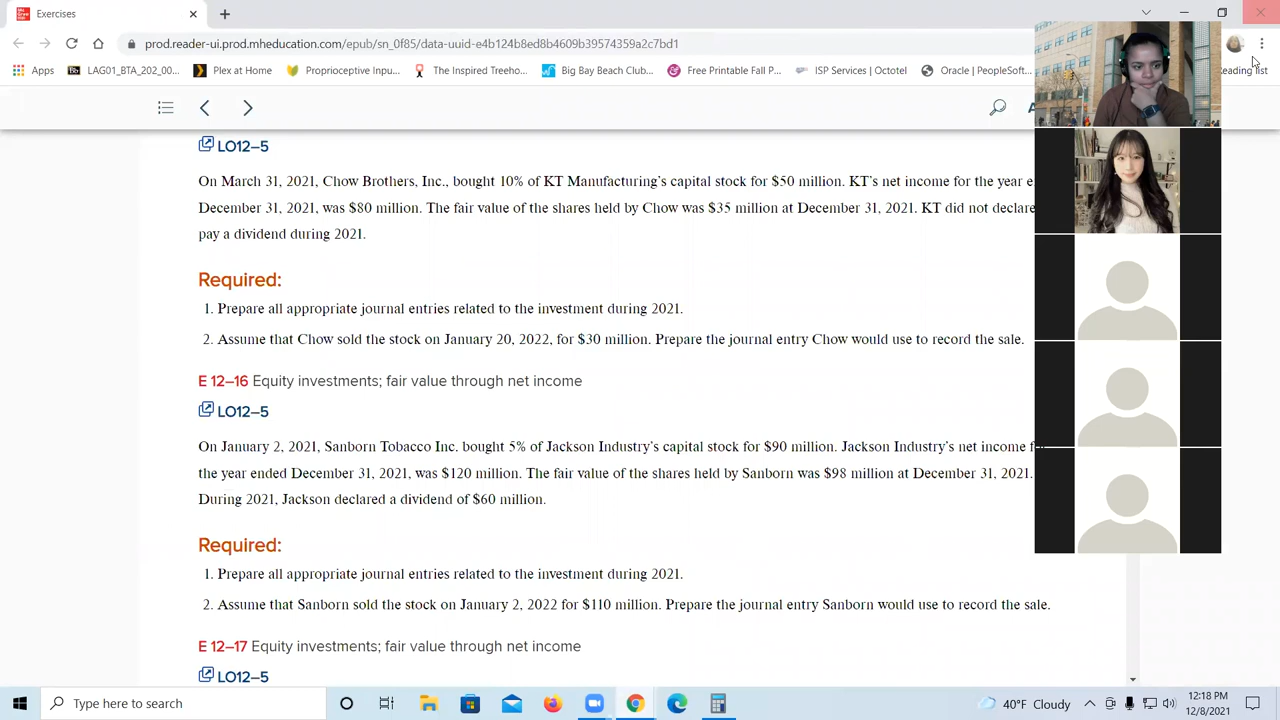 Exercises
prod.reader-ui.prod.mheducation.com/epub/sn_0f85/data-uuid-e4b124b8ed8b4609b39574359a2c7bd1
Apps
LAG01_BTA_202_00...
Plex at Home
Proprioceptive Inpu...
The Inspired Treeho...
Big Bay Beach Club...
Free Printable Fall P...
ISP Services | Octotel
Oracle | PeopleSoft...
Reading list
LO12–5
On March 31, 2021, Chow Brothers, Inc., bought 10% of KT Manufacturing's capital stock for $50 million. KT's net income for the year e
December 31, 2021, was $80 million. The fair value of the shares held by Chow was $35 million at December 31, 2021. KT did not declare
pay a dividend during 2021.
Required:
1. Prepare all appropriate journal entries related to the investment during 2021.
2. Assume that Chow sold the stock on January 20, 2022, for $30 million. Prepare the journal entry Chow would use to record the sale.
E 12–16 Equity investments; fair value through net income
LO12–5
On January 2, 2021, Sanborn Tobacco Inc. bought 5% of Jackson Industry's capital stock for $90 million. Jackson Industry's net income for
the year ended December 31, 2021, was $120 million. The fair value of the shares held by Sanborn was $98 million at December 31, 2021.
During 2021, Jackson declared a dividend of $60 million.
Required:
1. Prepare all appropriate journal entries related to the investment during 2021.
2. Assume that Sanborn sold the stock on January 2, 2022 for $110 million. Prepare the journal entry Sanborn would use to record the sale.
E 12–17 Equity investments; fair value through net income
LO12–5
Type here to search
40°F Cloudy
12:18 PM
12/8/2021